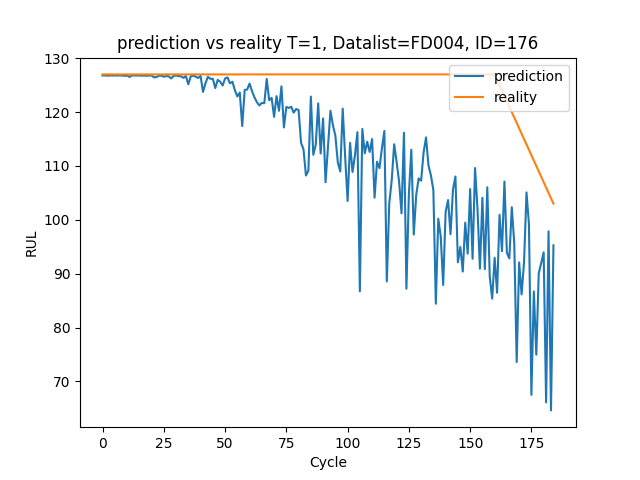 prediction vs reality T=1, Datalist=FD004, ID=176
prediction
reality
RUL
130
120
110
100
90
80
70
0 25 50 75 100 125 150 175
Cycle